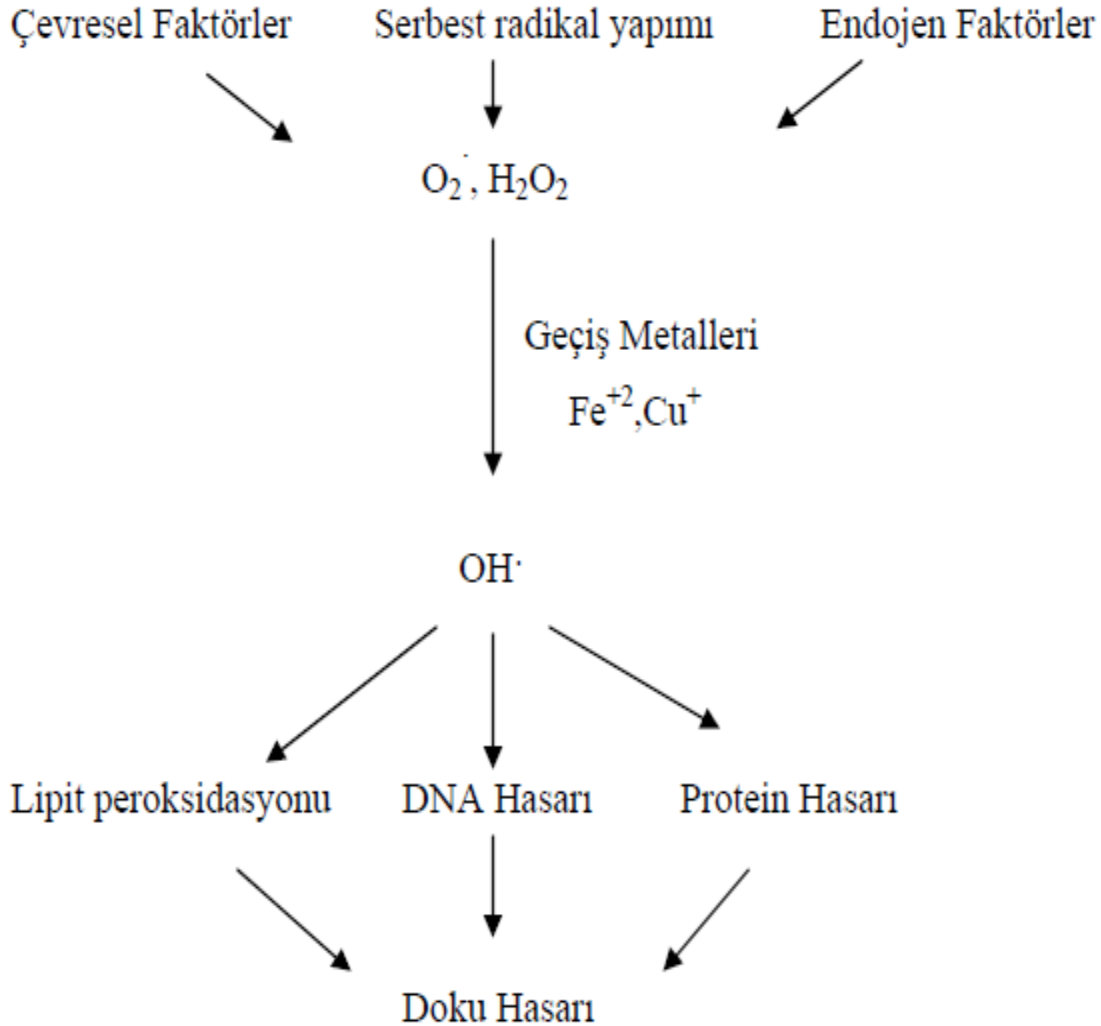 Çevresel Faktörler Serbest radikal yapımı Endojen Faktörler
O₂˙, H₂O₂
Geçiş Metalleri
Fe⁺²,Cu⁺
OH·
Lipit peroksidasyonu DNA Hasarı Protein Hasarı
Doku Hasarı